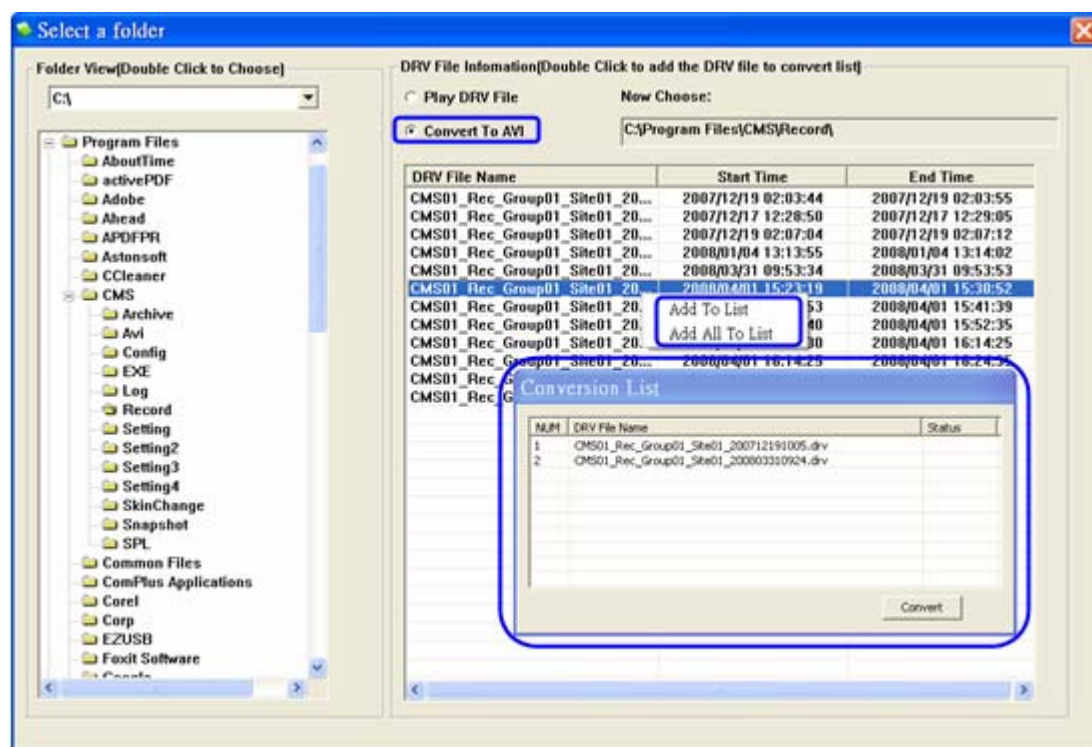 Select a folder
Folder View[Double Click to Choose]
C:\
Program Files
AboutTime
activePDF
Adobe
Ahead
APDFPR
Astonsoft
CCleaner
CMS
Archive
Avi
Config
EXE
Log
Record
Setting
Setting2
Setting3
Setting4
SkinChange
Snapshot
SPL
Common Files
ComPlus Applications
Corel
Corp
EZUSB
Foxit Software
DRV File Infomation[Double Click to add the DRV file to convert list]
Play DRV File Now Choose:
Convert To AVI C:\Program Files\CMS\Record\
DRV File Name Start Time End Time
CMS01_Rec_Group01_Site01_20... 2007/12/19 02:03:44 2007/12/19 02:03:55
CMS01_Rec_Group01_Site01_20... 2007/12/17 12:28:50 2007/12/17 12:29:05
CMS01_Rec_Group01_Site01_20... 2007/12/19 02:07:04 2007/12/19 02:07:12
CMS01_Rec_Group01_Site01_20... 2008/01/04 13:13:55 2008/01/04 13:14:02
CMS01_Rec_Group01_Site01_20... 2008/03/31 09:53:34 2008/03/31 09:53:53
CMS01_Rec_Group01_Site01_20... 2008/04/01 15:23:19 2008/04/01 15:30:52
CMS01_Rec_Group01_Site01_20. 53 2008/04/01 15:41:39
CMS01_Rec_Group01_Site01_20. 40 2008/04/01 15:52:35
CMS01_Rec_Group01_Site01_20. 30 2008/04/01 16:14:25
CMS01_Rec_Group01_Site01_20... 2008/04/01 16:14:25
CMS01_Rec_G
Add To List
Add All To List
Conversion List
NUM DRV File Name Status
1 CMS01_Rec_Group01_Site01_200712191005.drv
2 CMS01_Rec_Group01_Site01_200803310924.drv
Convert